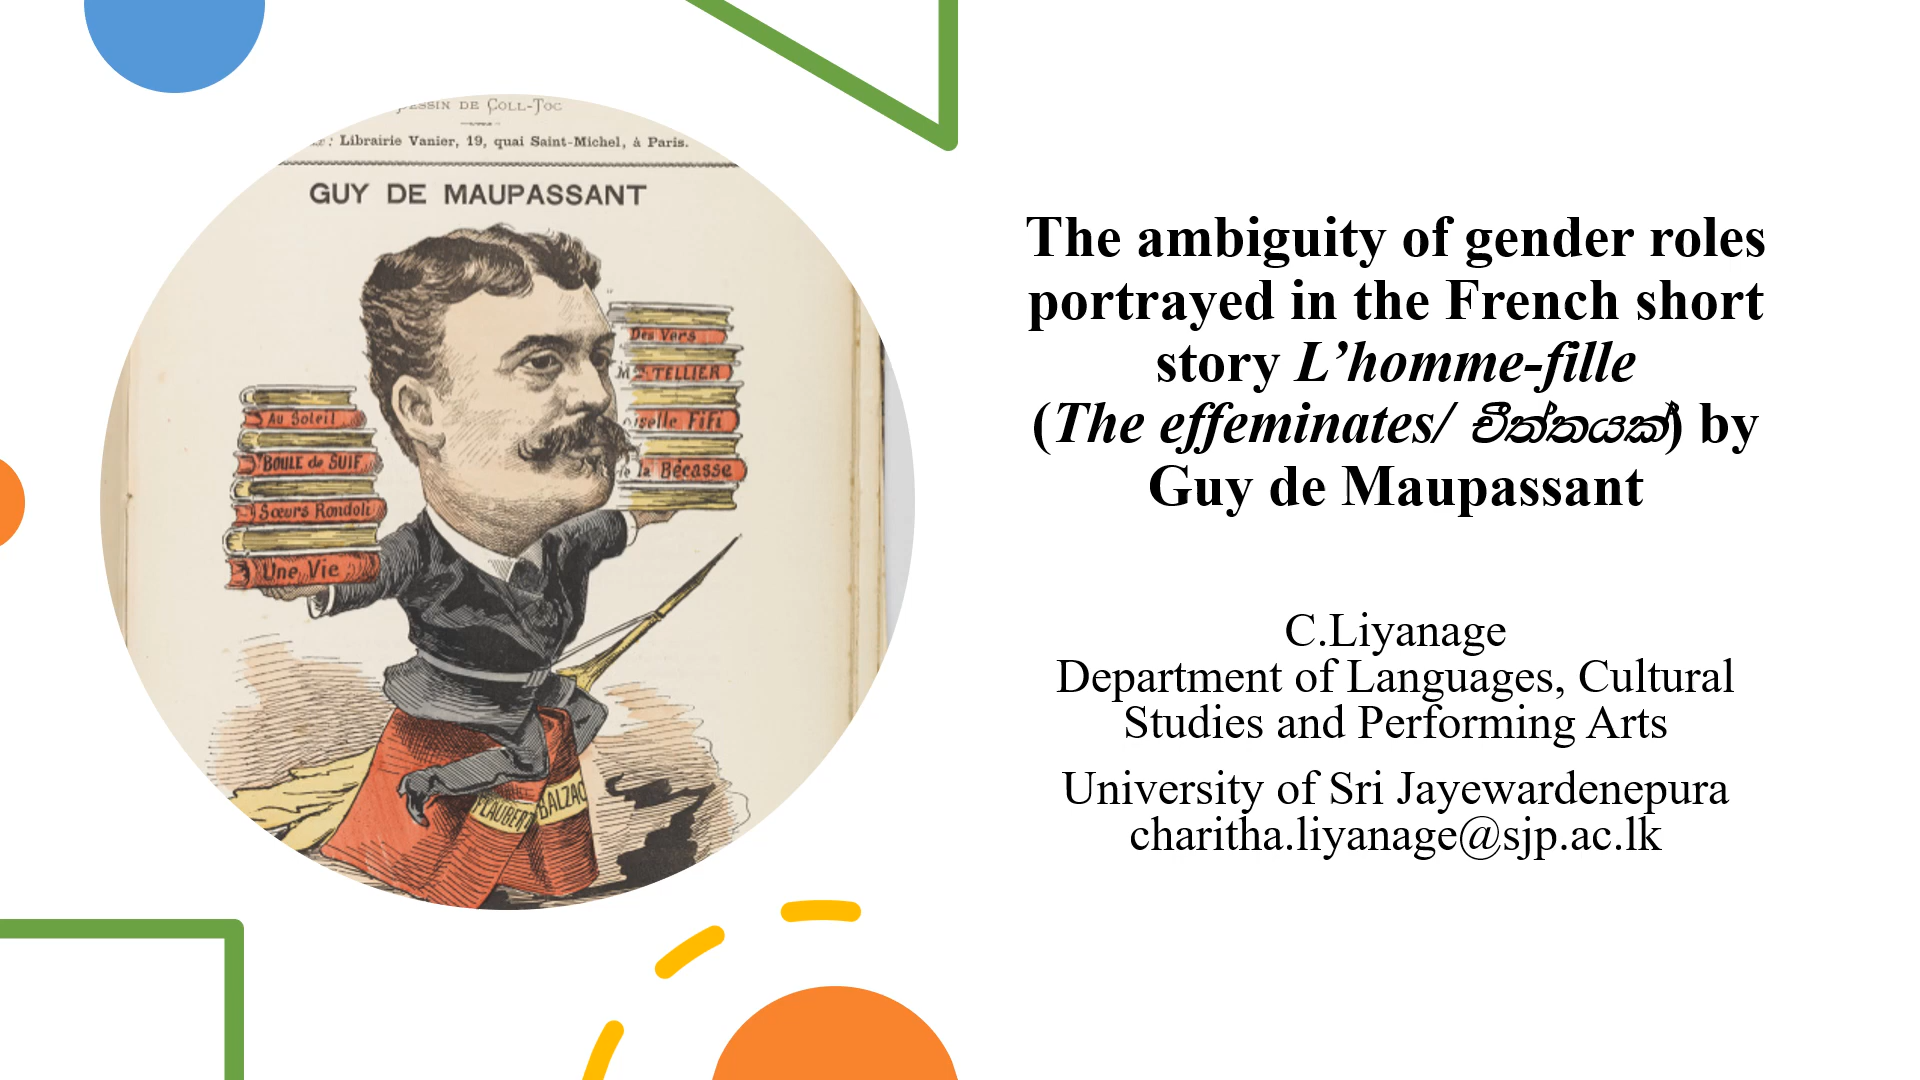 DESSIN DE COLL-TOC
: Librairie Vanier, 19, quai Saint-Michel, à Paris.
GUY DE MAUPASSANT
Au Soleil
BOULE de SUIF
Sœurs Rondoli
Une Vie
Des Vers
TELLIER
Fifi
la Bécasse
FLAUBERT
BALZAC
The ambiguity of gender roles
portrayed in the French short
story L’homme-fille
(The effeminates/ චීත්තයක්) by
Guy de Maupassant
C.Liyanage
Department of Languages, Cultural
Studies and Performing Arts
University of Sri Jayewardenepura
charitha.liyanage@sjp.ac.lk